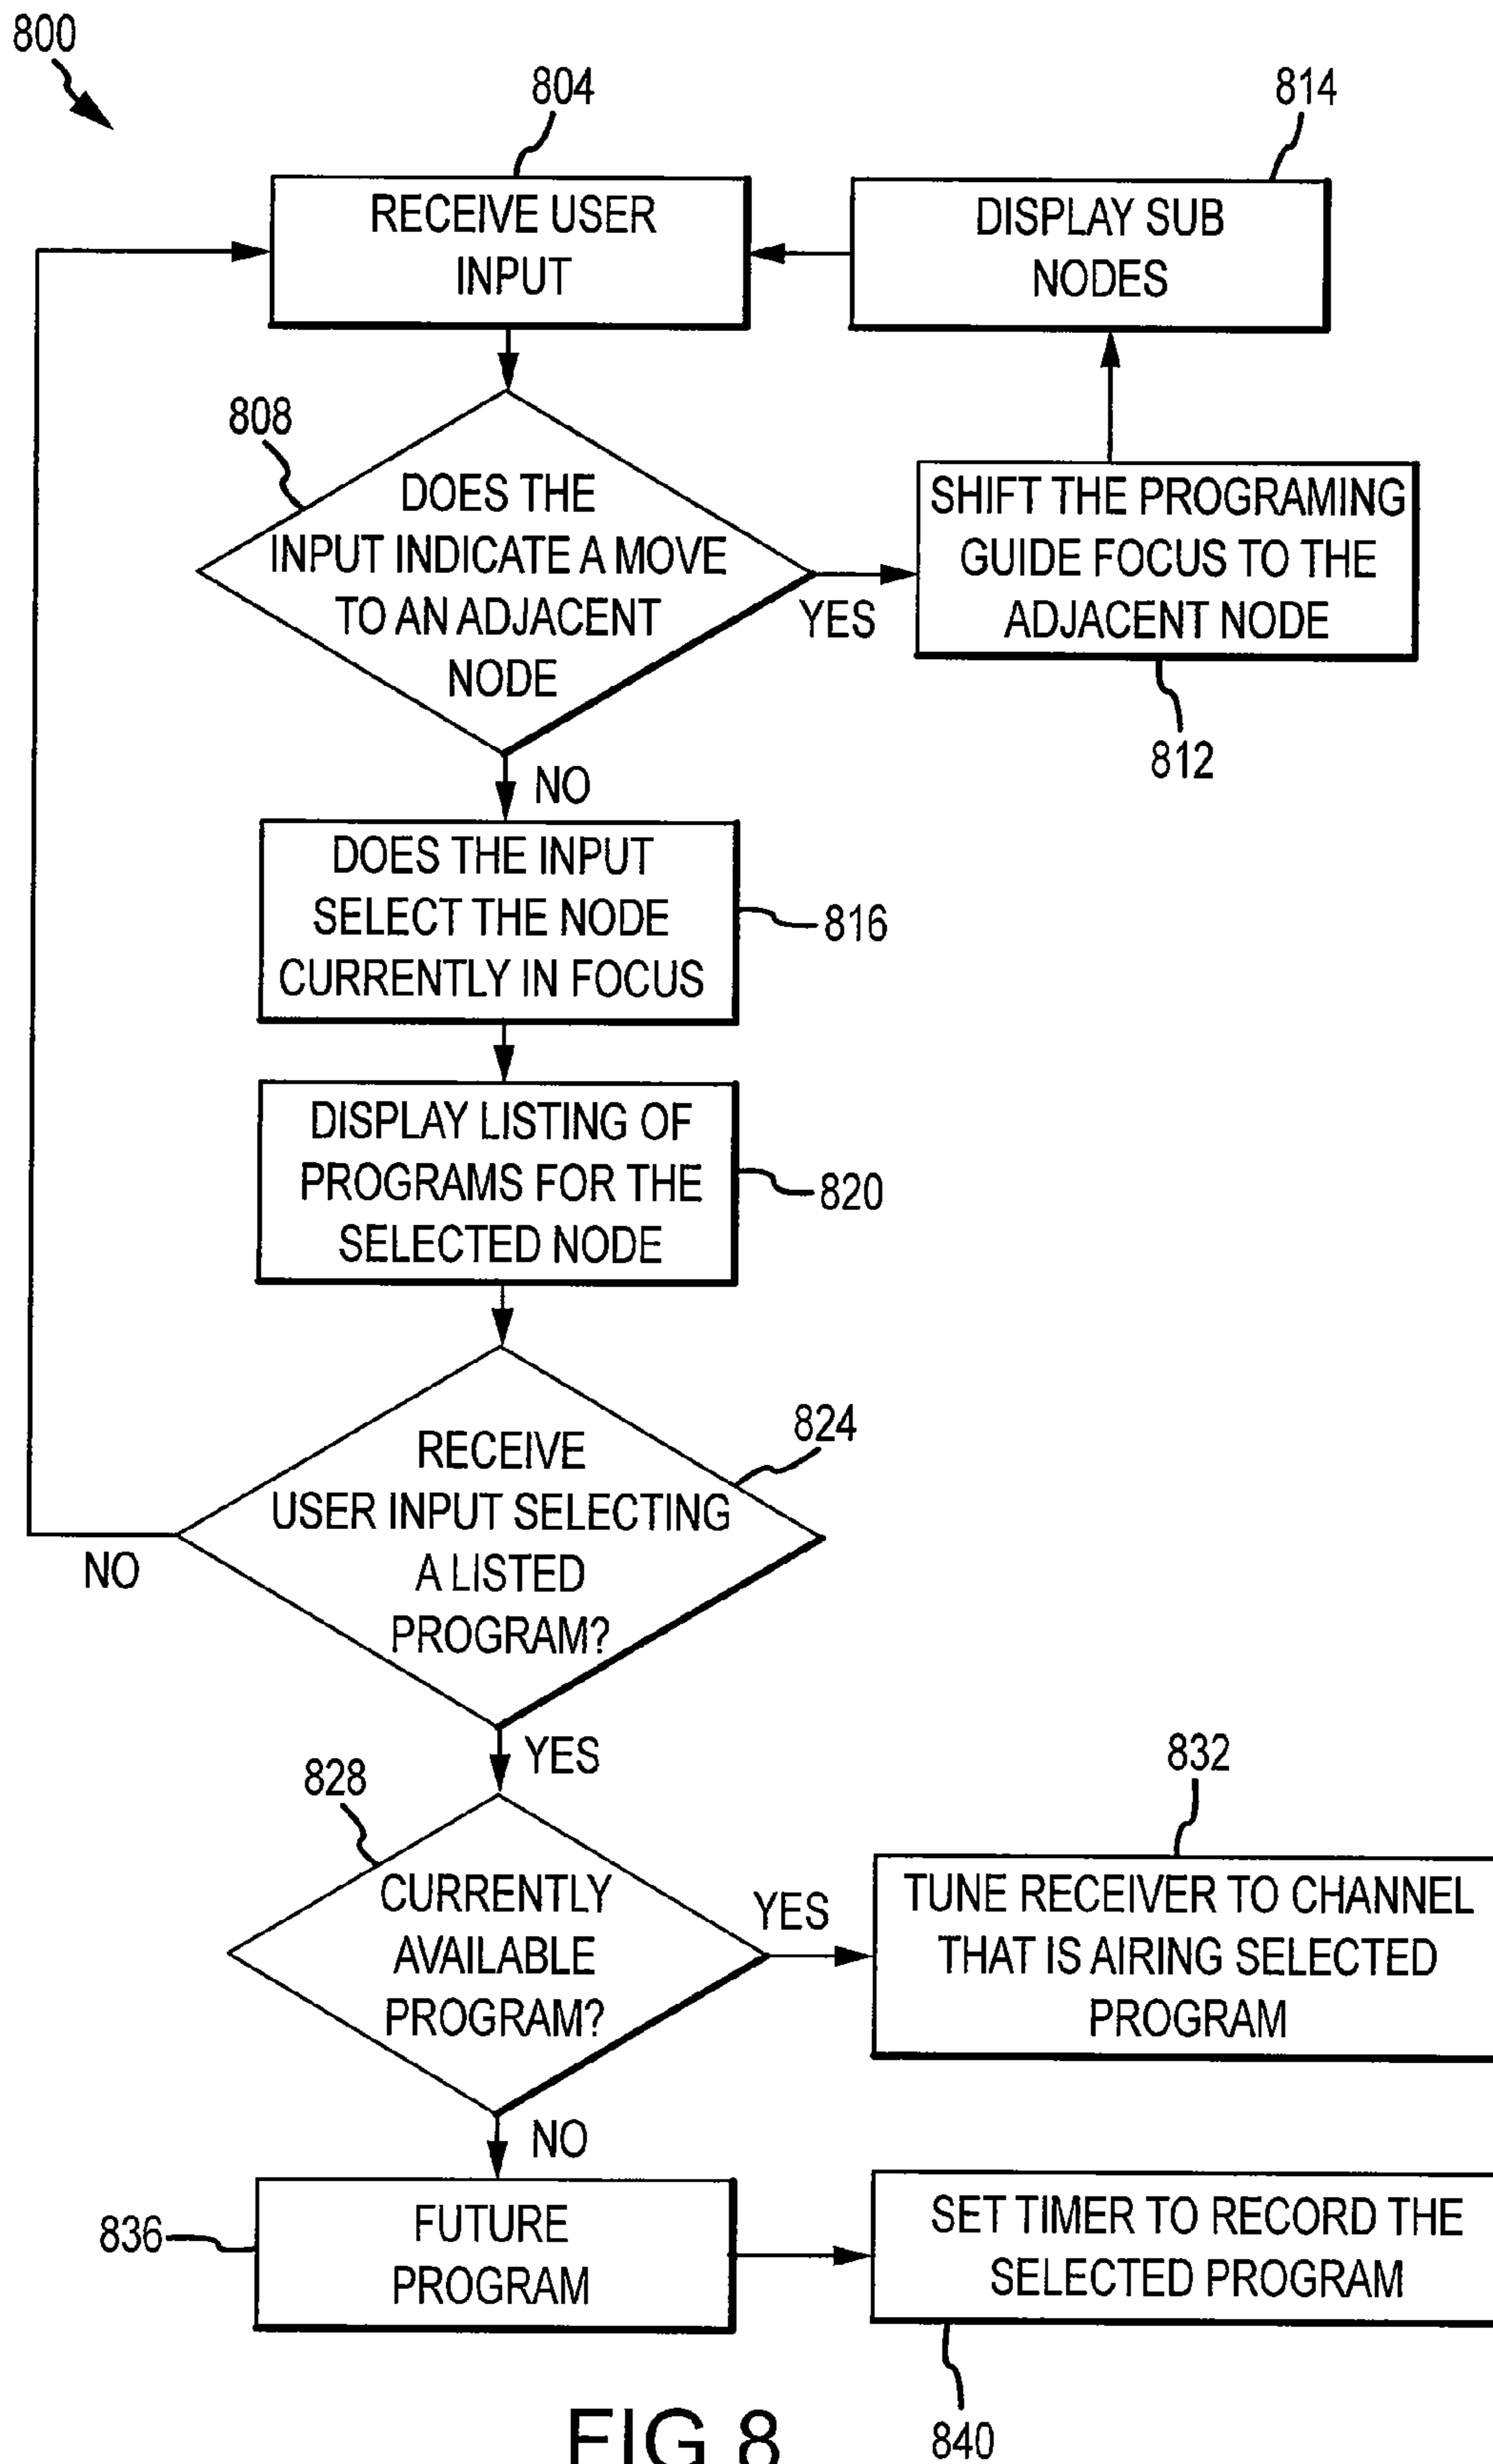 800
804
814
RECEIVE USER
INPUT
DISPLAY SUB
NODES
808
DOES THE
INPUT INDICATE A MOVE
TO AN ADJACENT
NODE
YES
SHIFT THE PROGRAMING
GUIDE FOCUS TO THE
ADJACENT NODE
812
NO
DOES THE INPUT
SELECT THE NODE
CURRENTLY IN FOCUS
816
DISPLAY LISTING OF
PROGRAMS FOR THE
SELECTED NODE
820
824
RECEIVE
USER INPUT SELECTING
A LISTED
PROGRAM?
NO
YES
828
832
CURRENTLY
AVAILABLE
PROGRAM?
YES
TUNE RECEIVER TO CHANNEL
THAT IS AIRING SELECTED
PROGRAM
NO
836
FUTURE
PROGRAM
SET TIMER TO RECORD THE
SELECTED PROGRAM
840
FIG.8